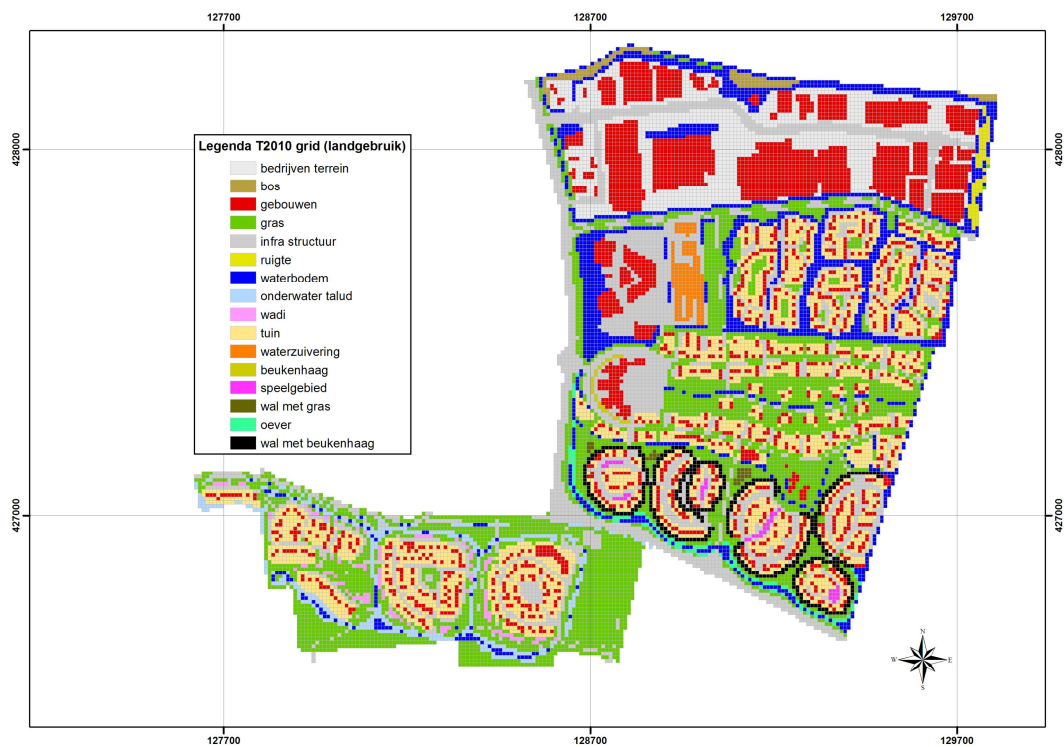 127700 128700 129700
428000 428000
Legenda T2010 grid (landgebruik)
bedrijven terrein
bos
gebouwen
gras
infra structuur
ruigte
waterbodem
onderwater talud
wadi
tuin
waterzuivering
beukenhaag
speelgebied
wal met gras
oever
wal met beukenhaag
427000 427000
N
W E
S
127700 128700 129700